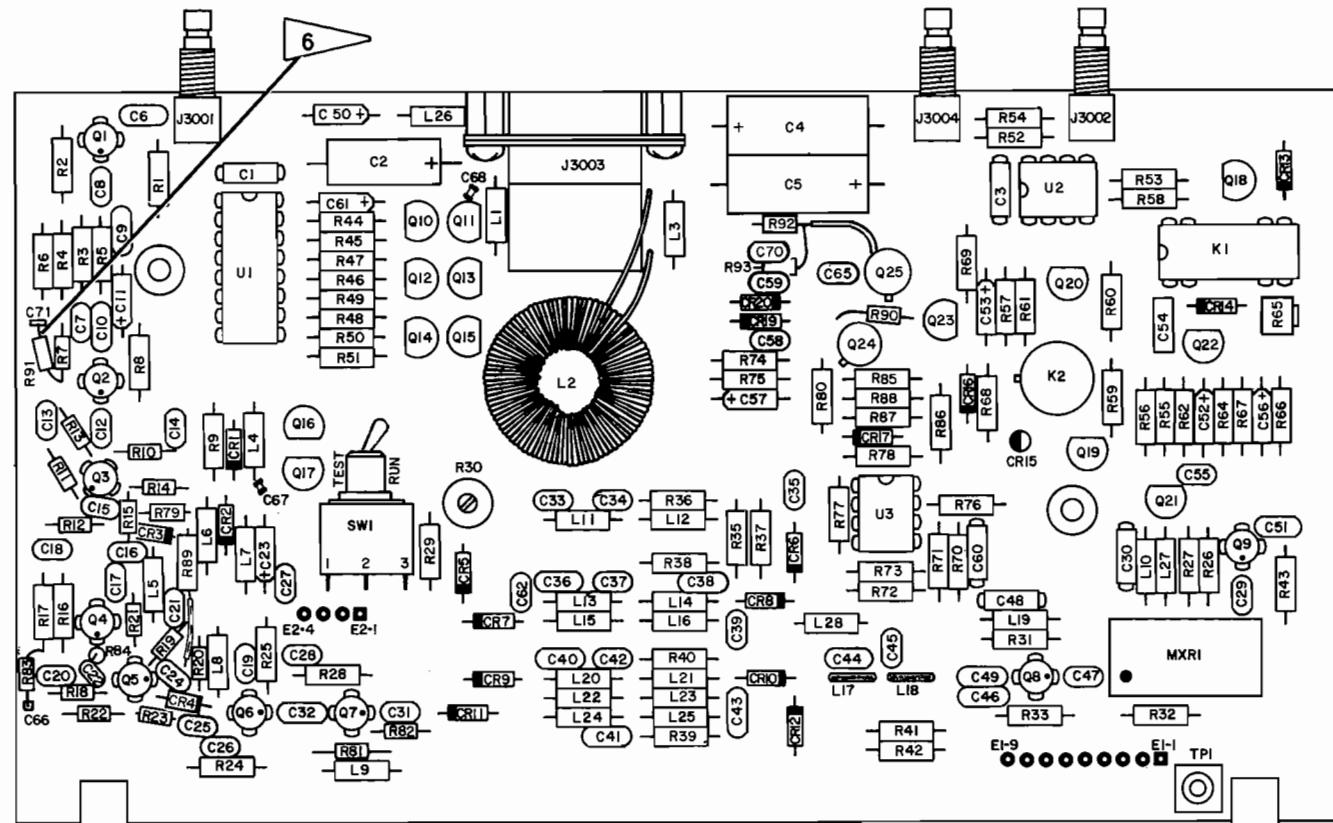 6
C6
J3001
C50+
L26
C4
+
J3004
R54
R52
J3002
Q1
R2
C8
R1
C1
C2
+
J3003
C68
C5
+
C3
U2
R53
R58
Q18
CR13
R6
R4
R3
R5
C9
C61
+
R44
R45
R47
R46
R49
R48
R50
R51
U1
Q10
Q11
L1
L3
R92
C70
R93
C59
CR20
CR19
C58
C65
Q25
R69
K1
Q12
Q13
Q14
Q15
C71
C7
C10
C11
+
R91
R7
R8
Q2
L2
R74
R75
+C57
R90
Q24
Q23
C53+
R57
R61
Q20
R60
C54
CR14
R65
Q22
R80
R85
R88
R87
CR17
R78
R86
CR16
R68
K2
R59
CR15
Q19
R56
R55
R62
C52+
R64
R67
C56+
R66
C13
R13
C12
C14
R10
R9
CR1
L4
Q16
Q17
C67
TEST
RUN
SW1
1
2
3
R30
R11
Q3
R14
C15
R12
R15
R79
CR3
C18
C16
C17
L5
R89
L6
CR2
L7
+C23
C27
R29
CR5
C33
C34
L11
R36
L12
R35
R37
C35
CR6
R77
U3
R76
R71
R70
C60
R73
R72
C55
Q21
C30
L10
L27
R27
R26
Q9
C51
C29
R43
R38
C36
C37
C38
C62
L13
L15
L14
L16
CR8
C39
L28
C48
L19
R31
MXR1
R17
R16
Q4
R21
C21
R19
R84
E2-4
E2-1
CR7
R83
C20
C22
R18
Q5
C24
R20
L8
C19
R25
C28
R28
CR9
C40
C42
L20
L22
L24
C41
R40
L21
L23
L25
R39
CR10
C43
CR12
C44
C45
L17
L18
C49
C46
Q8
C47
C66
R22
R23
CR4
C25
Q6
C32
Q7
C31
R82
CR11
C26
R24
R81
L9
R41
R42
R33
R32
E1-9
E1-1
TP1